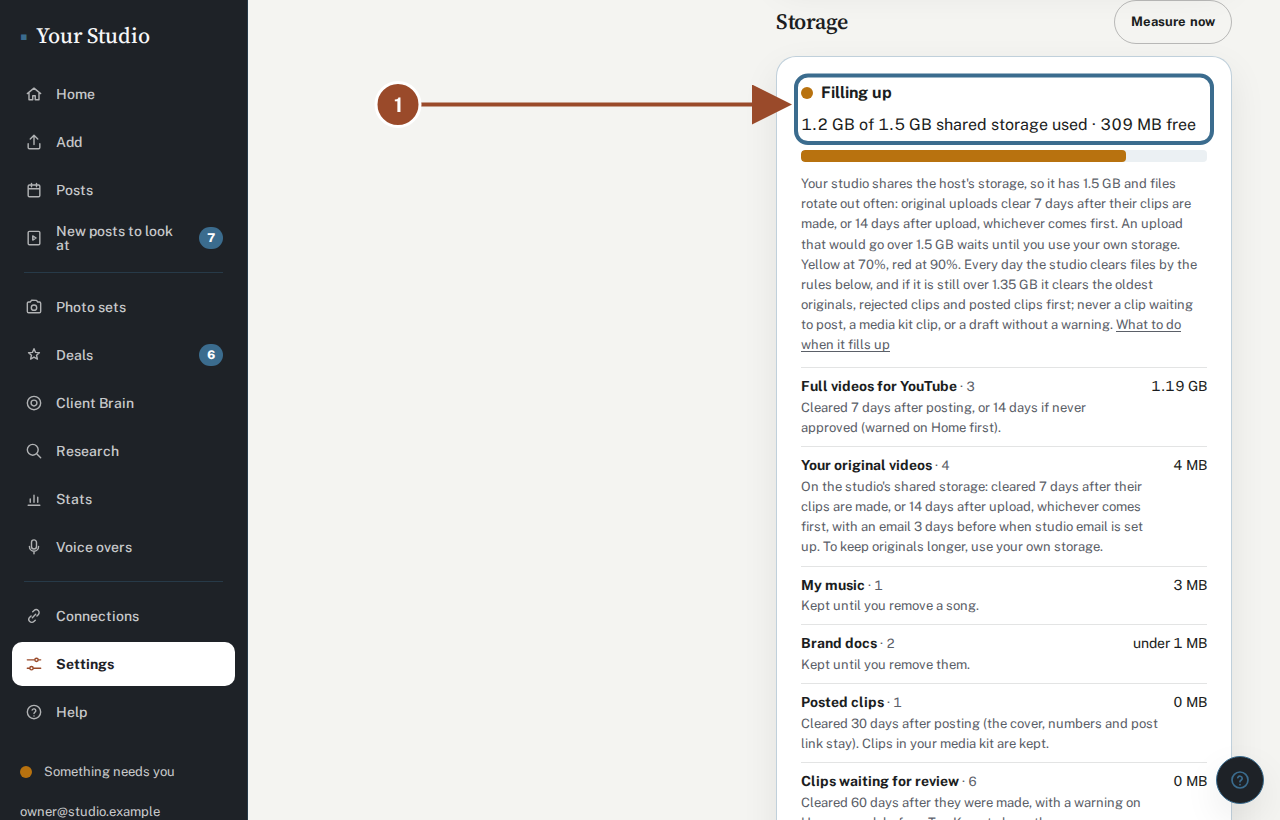 Your Studio
Home
Add
Posts
New posts to look
at
7
Photo sets
Deals
6
Client Brain
Research
Stats
Voice overs
Connections
Settings
Help
Something needs you
owner@studio.example
Storage
Measure now
1
Filling up
1.2 GB of 1.5 GB shared storage used · 309 MB free
Your studio shares the host's storage, so it has 1.5 GB and files
rotate out often: original uploads clear 7 days after their clips are
made, or 14 days after upload, whichever comes first. An upload
that would go over 1.5 GB waits until you use your own storage.
Yellow at 70%, red at 90%. Every day the studio clears files by the
rules below, and if it is still over 1.35 GB it clears the oldest
originals, rejected clips and posted clips first; never a clip waiting
to post, a media kit clip, or a draft without a warning. What to do
when it fills up
Full videos for YouTube · 3
1.19 GB
Cleared 7 days after posting, or 14 days if never
approved (warned on Home first).
Your original videos · 4
4 MB
On the studio's shared storage: cleared 7 days after their
clips are made, or 14 days after upload, whichever comes
first, with an email 3 days before when studio email is set
up. To keep originals longer, use your own storage.
My music · 1
3 MB
Kept until you remove a song.
Brand docs · 2
under 1 MB
Kept until you remove them.
Posted clips · 1
0 MB
Cleared 30 days after posting (the cover, numbers and post
link stay). Clips in your media kit are kept.
Clips waiting for review · 6
0 MB
Cleared 60 days after they were made, with a warning on